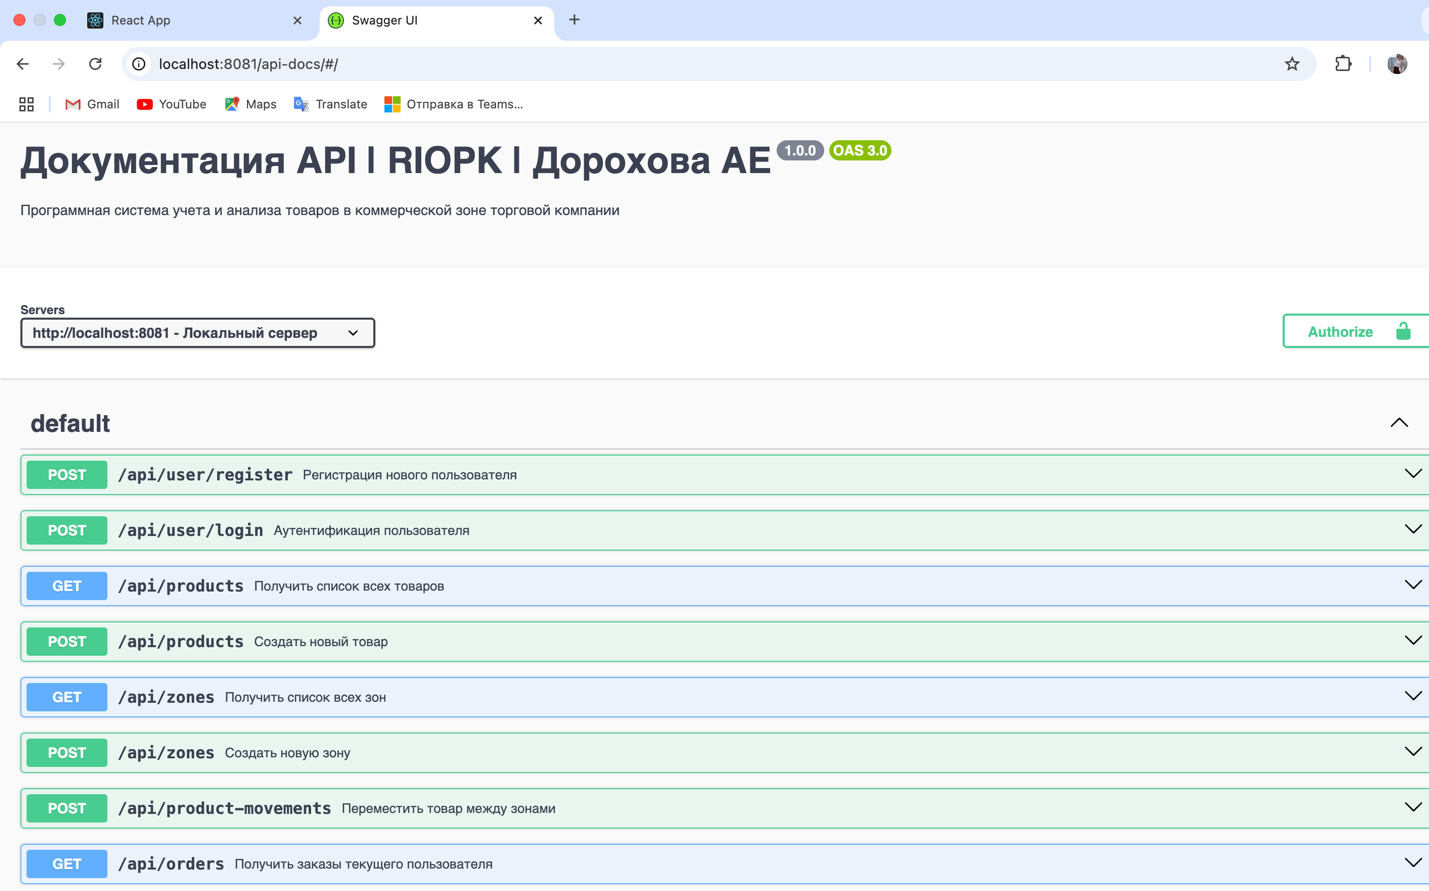 React App
Swagger UI
localhost:8081/api-docs/#/
Gmail YouTube Maps Translate Отправка в Teams...
Документация API | RIOPK | Дорохова АЕ 1.0.0 OAS 3.0
Программная система учета и анализа товаров в коммерческой зоне торговой компании
Servers
http://localhost:8081 - Локальный сервер
Authorize
default
POST /api/user/register Регистрация нового пользователя
POST /api/user/login Аутентификация пользователя
GET /api/products Получить список всех товаров
POST /api/products Создать новый товар
GET /api/zones Получить список всех зон
POST /api/zones Создать новую зону
POST /api/product-movements Переместить товар между зонами
GET /api/orders Получить заказы текущего пользователя